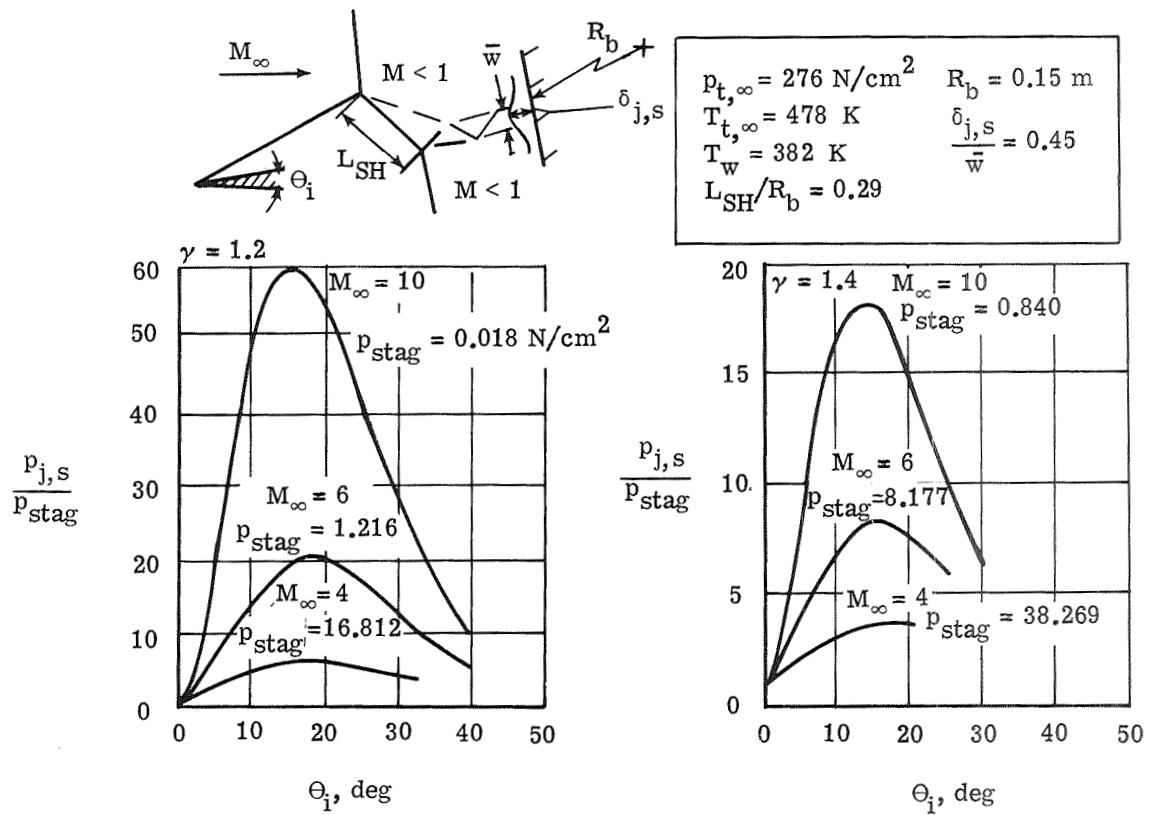 M∞
M < 1
w̄
R_b
δ_j,s
L_SH
θ_i
M < 1
p_t,∞ = 276 N/cm² R_b = 0.15 m
T_t,∞ = 478 K δ_j,s / w̄ = 0.45
T_w = 382 K
L_SH/R_b = 0.29
γ = 1.2
60
50
40
30
20
10
0
M∞ = 10
p_stag = 0.018 N/cm²
M∞ = 6
p_stag = 1.216
M∞ = 4
p_stag = 16.812
p_j,s
p_stag
0 10 20 30 40 50
θ_i, deg
γ = 1.4
20
15
10
5
0
M∞ = 10
p_stag = 0.840
M∞ = 6
p_stag = 8.177
M∞ = 4
p_stag = 38.269
p_j,s
p_stag
0 10 20 30 40 50
θ_i, deg